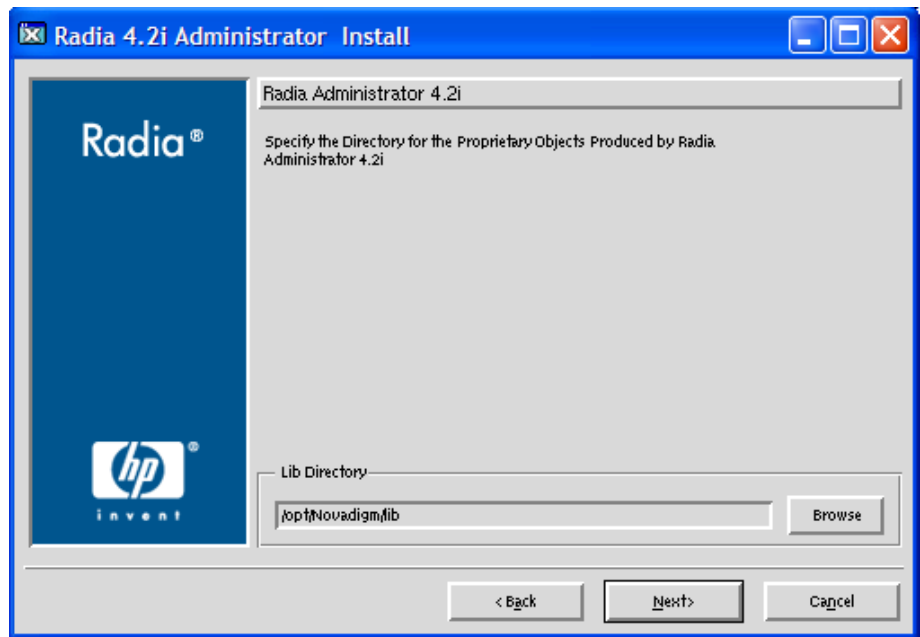 Radia 4.2i Administrator Install
Radia Administrator 4.2i
Radia®
Specify the Directory for the Proprietary Objects Produced by Radia
Administrator 4.2i
hp®
invent
Lib Directory
/opt/Novadigm/lib
Browse
< Back
Next>
Cancel